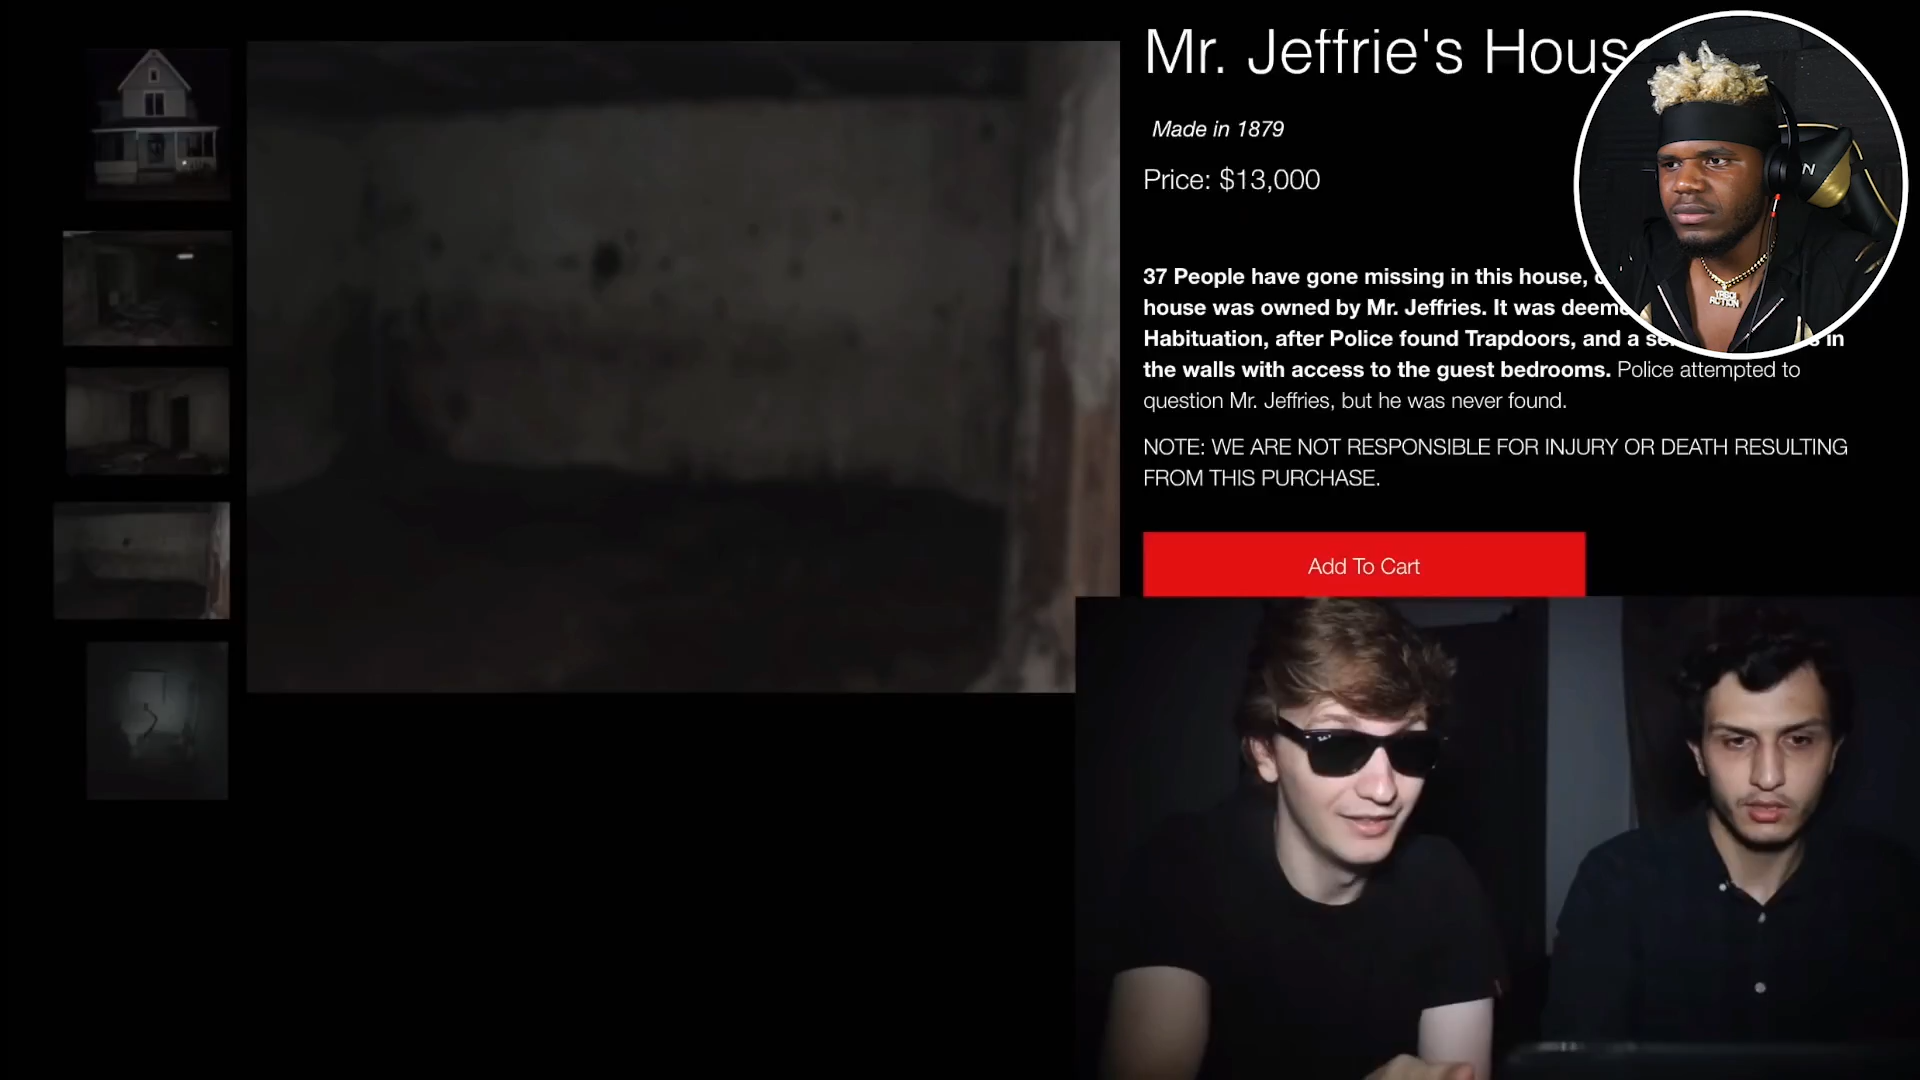 Mr. Jeffrie's Hous
Made in 1879
Price: $13,000
37 People have gone missing in this house,
house was owned by Mr. Jeffries. It was deeme
Habituation, after Police found Trapdoors, and a in
the walls with access to the guest bedrooms. Police attempted to
question Mr. Jeffries, but he was never found.
NOTE: WE ARE NOT RESPONSIBLE FOR INJURY OR DEATH RESULTING
FROM THIS PURCHASE.
Add To Cart